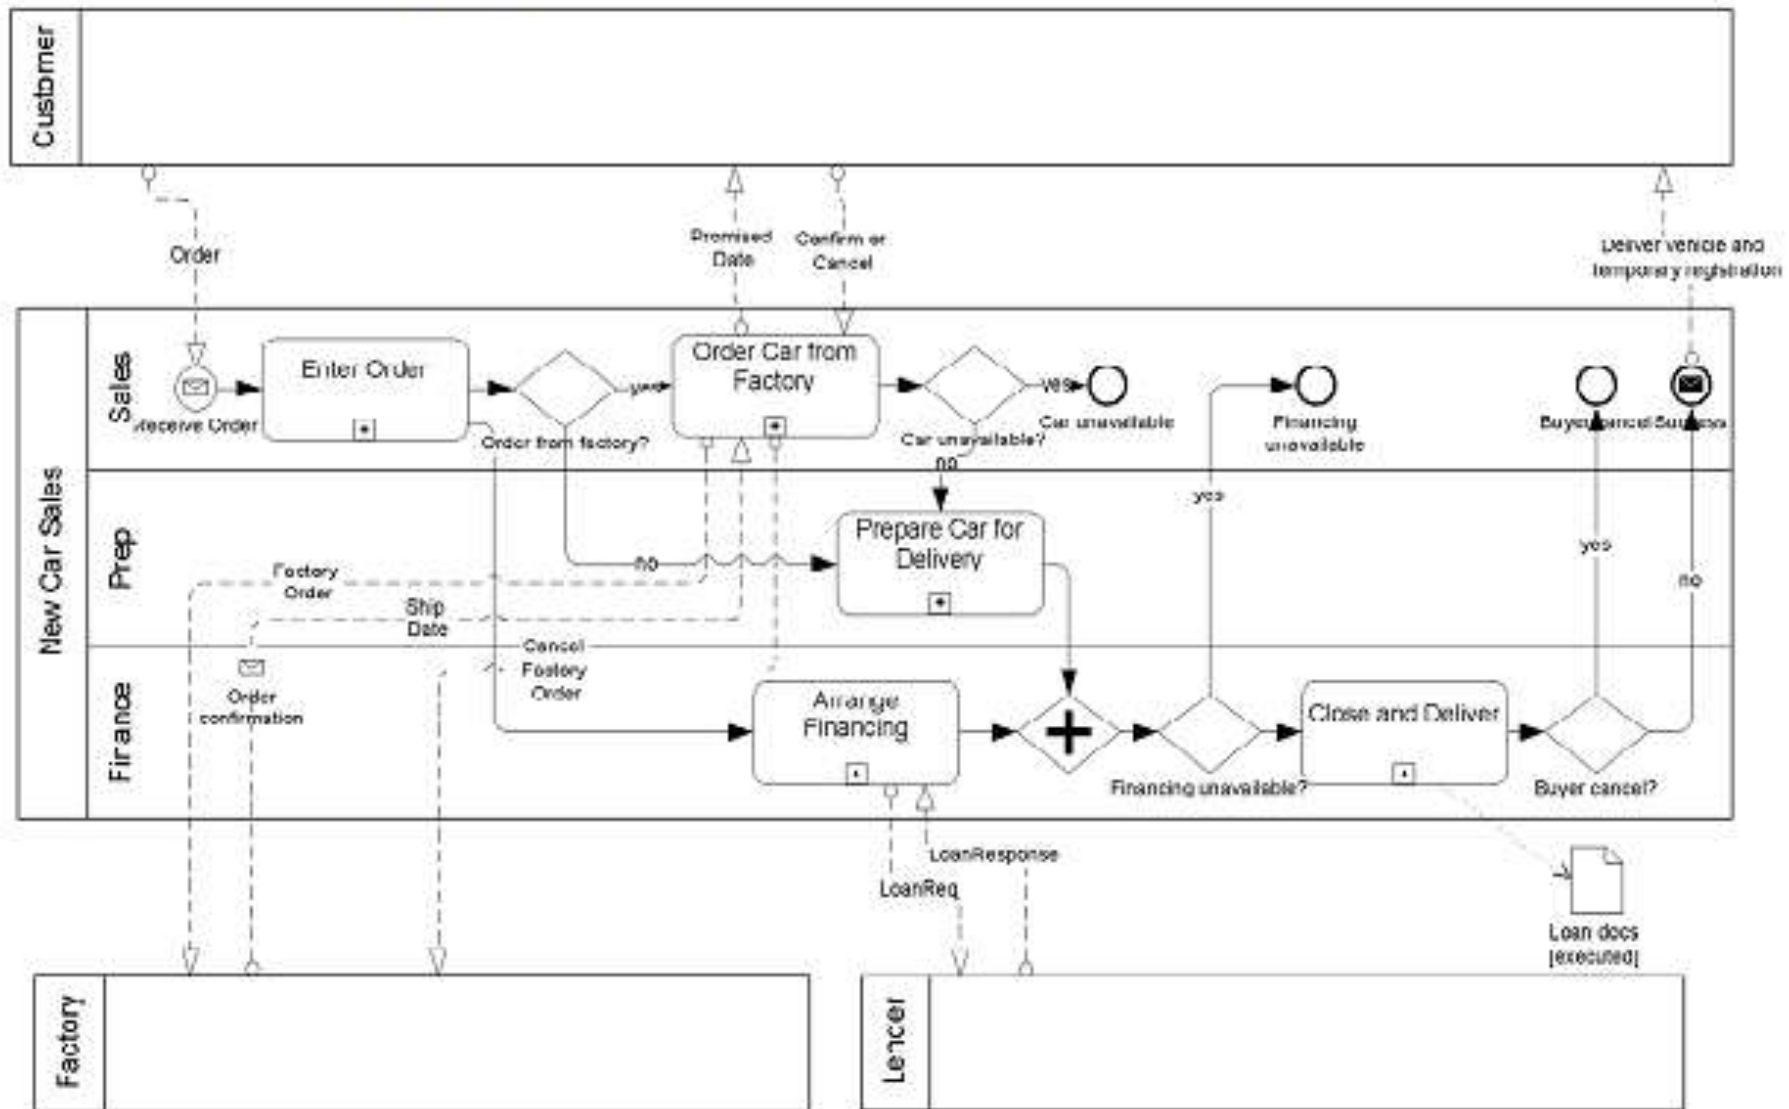 Customer
Order
Promised
Date
Confirm or
Cancel
Deliver vehicle and
temporary registration
New Car Sales
Sales
Receive Order
Enter Order
Order from factory?
yes
Order Car from
Factory
Car unavailable?
yes
Car unavailable
Financing
unavailable
Buyer cancel
Success
no
Prep
no
Prepare Car for
Delivery
yes
yes
no
Factory
Order
Ship
Date
Cancel
Factory
Order
Order
confirmation
Finance
Arrange
Financing
Financing unavailable?
Close and Deliver
Buyer cancel?
LoanResponse
LoanReq
Loan docs
[executed]
Factory
Lender